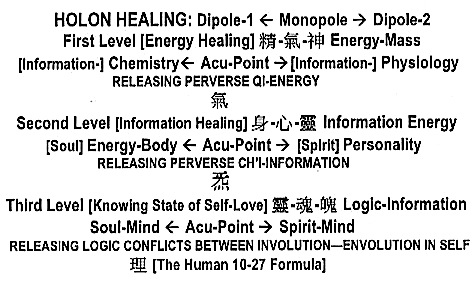 HOLON HEALING: Dipole-1 ← Monopole → Dipole-2
First Level [Energy Healing] 精-氣-神 Energy-Mass
[Information-] Chemistry← Acu-Point →[Information-] Physiology
RELEASING PERVERSE QI-ENERGY
氣
Second Level [Information Healing] 身-心-靈 Information Energy
[Soul] Energy-Body ← Acu-Point → [Spirit] Personality
RELEASING PERVERSE CH'I-INFORMATION
炁
Third Level [Knowing State of Self-Love] 靈-魂-魄 Logic-Information
Soul-Mind ← Acu-Point → Spirit-Mind
RELEASING LOGIC CONFLICTS BETWEEN INVOLUTION—ENVOLUTION IN SELF
理 [The Human 10-27 Formula]